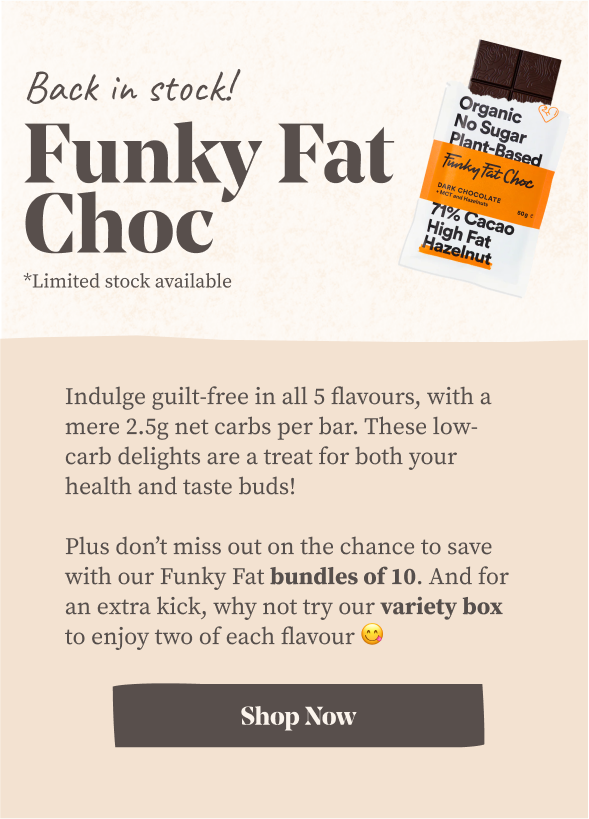 Back in stock!
Funky Fat
Choc
*Limited stock available
Organic
No Sugar
Plant-Based
Funky Fat Choc
DARK CHOCOLATE
+ MCT and Hazelnuts
50g e
71% Cacao
High Fat
Hazelnut
Indulge guilt-free in all 5 flavours, with a
mere 2.5g net carbs per bar. These low-
carb delights are a treat for both your
health and taste buds!
Plus don’t miss out on the chance to save
with our Funky Fat bundles of 10. And for
an extra kick, why not try our variety box
to enjoy two of each flavour 😋
Shop Now